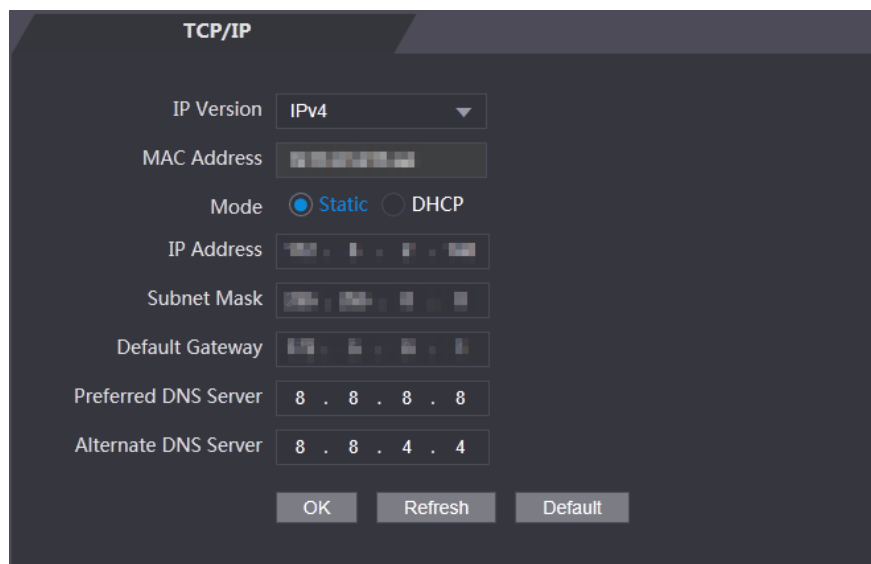 TCP/IP
IP Version IPv4
MAC Address
Mode Static DHCP
IP Address
Subnet Mask
Default Gateway
Preferred DNS Server 8 . 8 . 8 . 8
Alternate DNS Server 8 . 8 . 4 . 4
OK Refresh Default